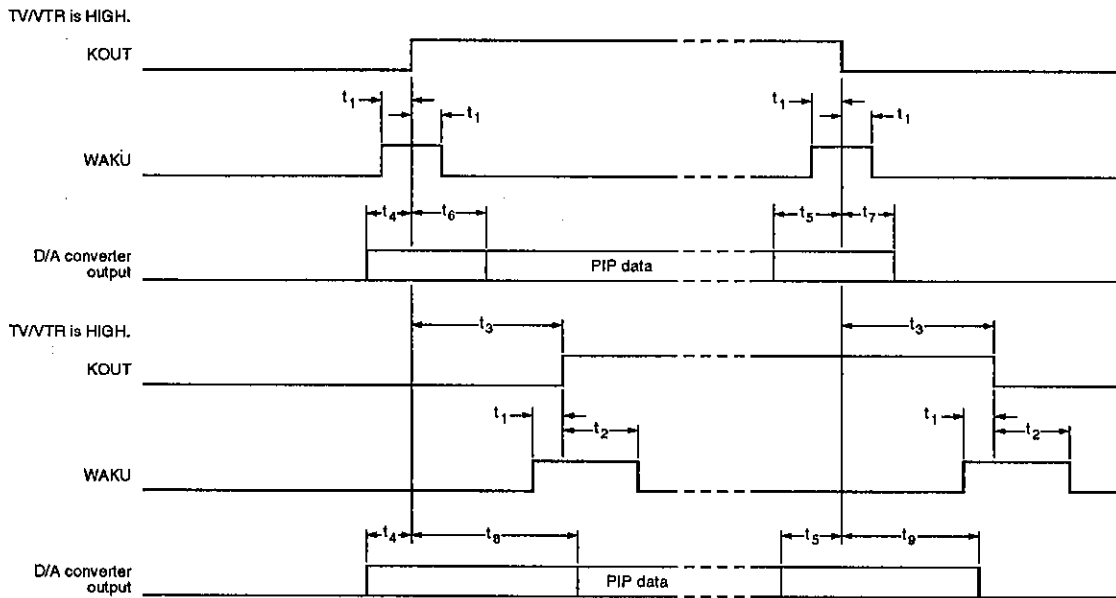 TV/VTR is HIGH.
KOUT
t1 t1 t1 t1
WAKU
t4 t6 t5 t7
D/A converter
output
PIP data
t3 t3
TV/VTR is HIGH.
KOUT
t1 t2 t1 t2
WAKU
t4 t8 t5 t9
D/A converter
output
PIP data